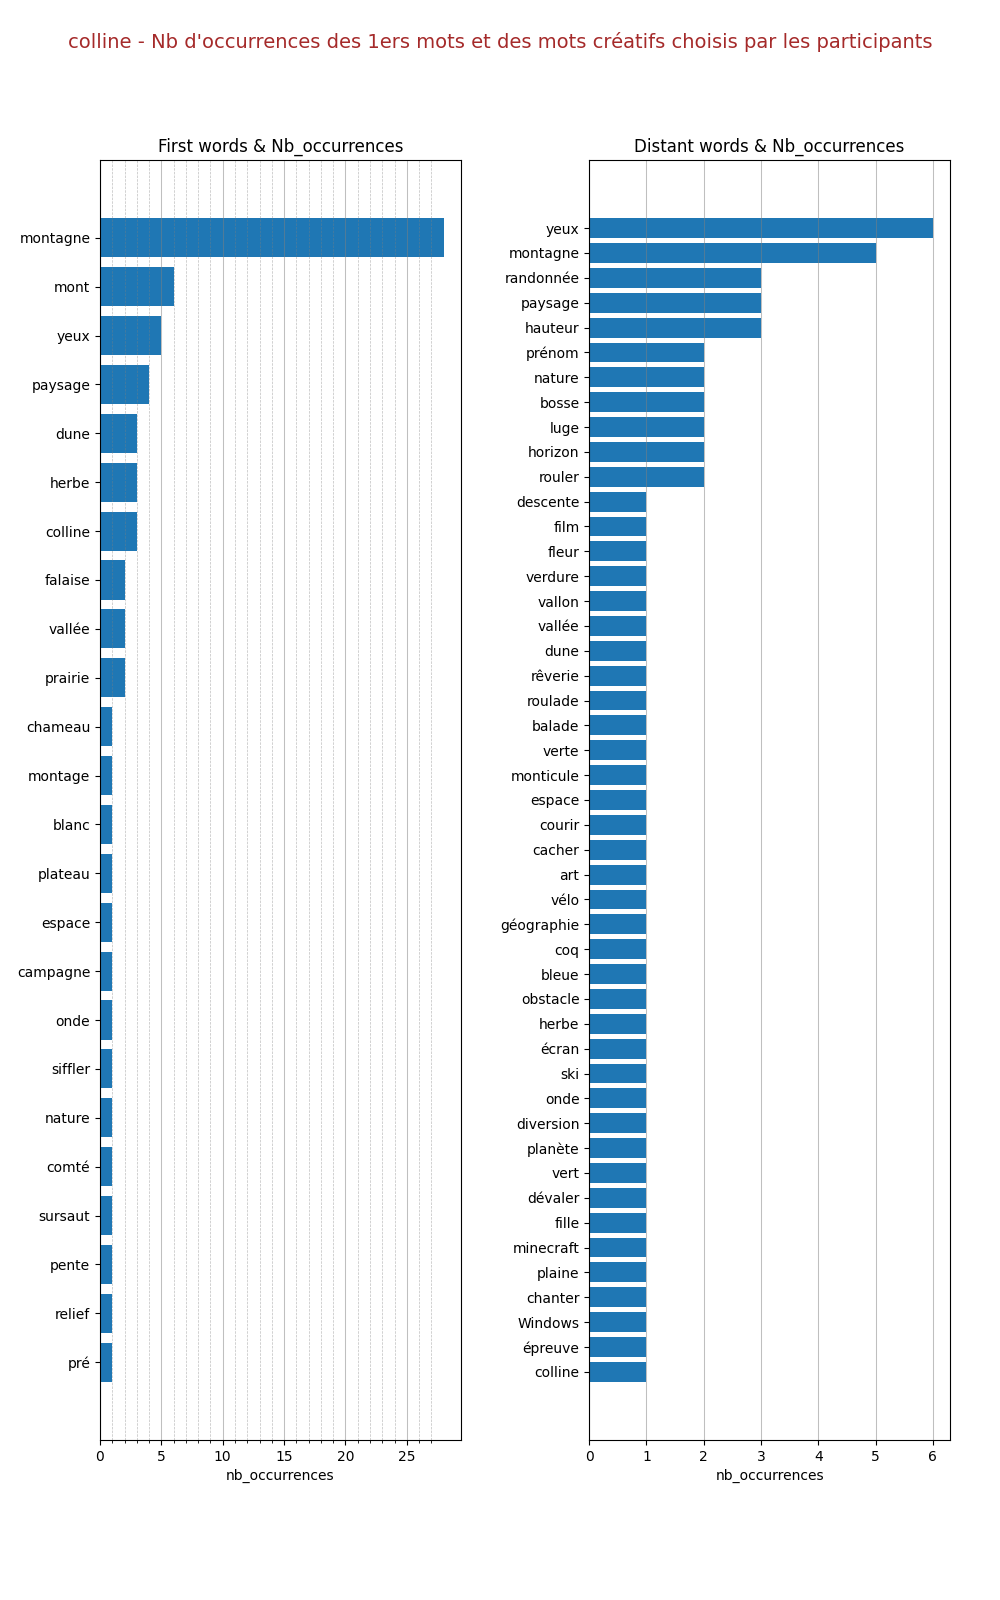 colline - Nb d'occurrences des 1ers mots et des mots créatifs choisis par les participants
First words & Nb_occurrences
montagne
mont
yeux
paysage
dune
herbe
colline
falaise
vallée
prairie
chameau
montage
blanc
plateau
espace
campagne
onde
siffler
nature
comté
sursaut
pente
relief
pré
0 5 10 15 20 25
nb_occurrences
Distant words & Nb_occurrences
yeux
montagne
randonnée
paysage
hauteur
prénom
nature
bosse
luge
horizon
rouler
descente
film
fleur
verdure
vallon
vallée
dune
rêverie
roulade
balade
verte
monticule
espace
courir
cacher
art
vélo
géographie
coq
bleue
obstacle
herbe
écran
ski
onde
diversion
planète
vert
dévaler
fille
minecraft
plaine
chanter
Windows
épreuve
colline
0 1 2 3 4 5 6
nb_occurrences